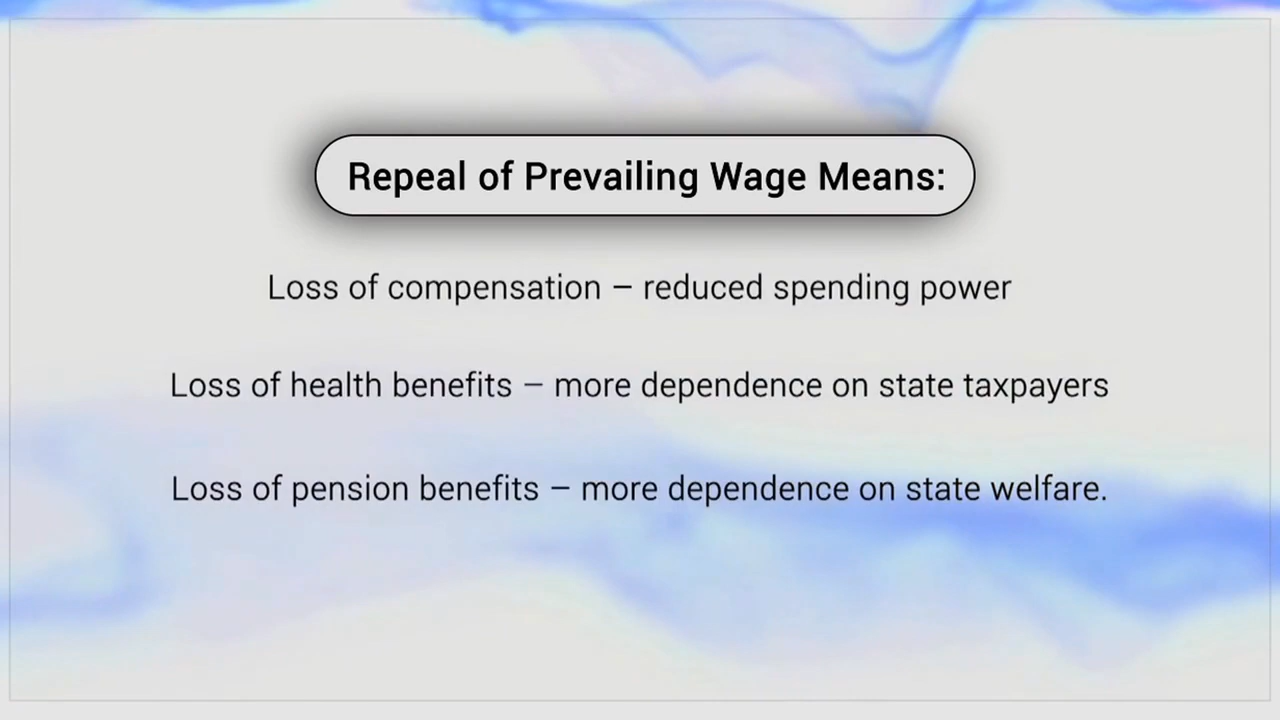 Repeal of Prevailing Wage Means:
Loss of compensation – reduced spending power
Loss of health benefits – more dependence on state taxpayers
Loss of pension benefits – more dependence on state welfare.